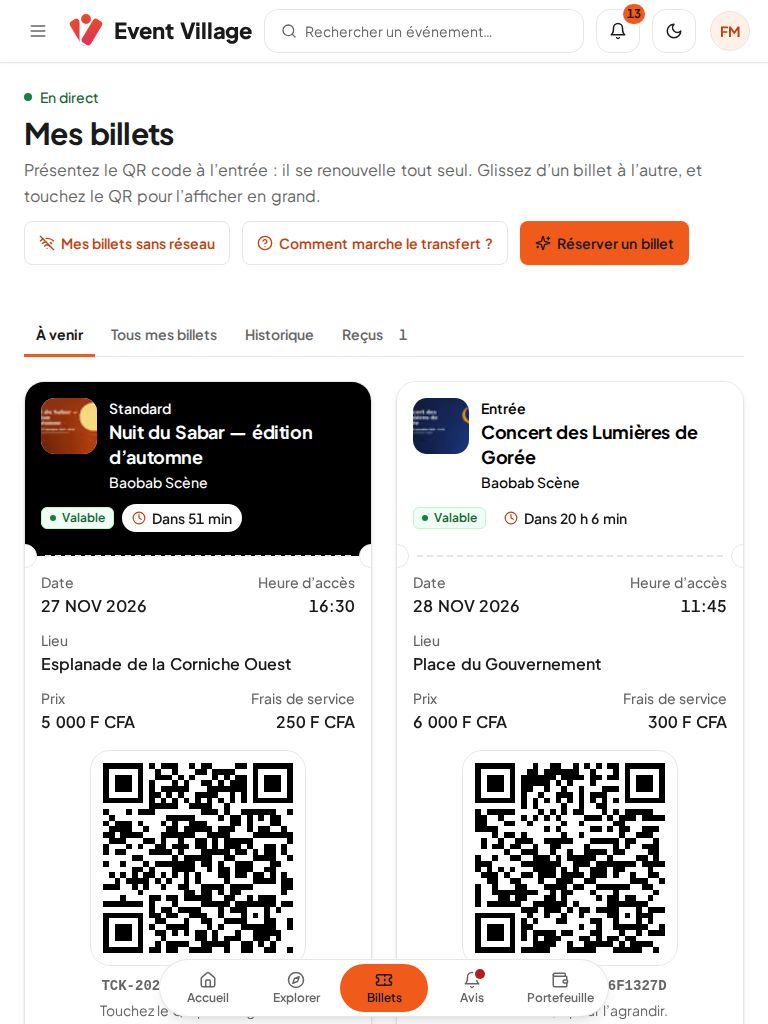 Event Village
Rechercher un événement…
13
FM
En direct
Mes billets
Présentez le QR code à l’entrée : il se renouvelle tout seul. Glissez d’un billet à l’autre, et
touchez le QR pour l’afficher en grand.
Mes billets sans réseau
Comment marche le transfert ?
Réserver un billet
À venir
Tous mes billets
Historique
Reçus 1
Standard
Nuit du Sabar — édition
d’automne
Baobab Scène
Valable
Dans 51 min
Date
Heure d’accès
27 NOV 2026
16:30
Lieu
Esplanade de la Corniche Ouest
Prix
Frais de service
5 000 F CFA
250 F CFA
TCK-202
Touchez le
Entrée
Concert des Lumières de
Gorée
Baobab Scène
Valable
Dans 20 h 6 min
Date
Heure d’accès
28 NOV 2026
11:45
Lieu
Place du Gouvernement
Prix
Frais de service
6 000 F CFA
300 F CFA
6F1327D
l’agrandir.
Accueil
Explorer
Billets
Avis
Portefeuille